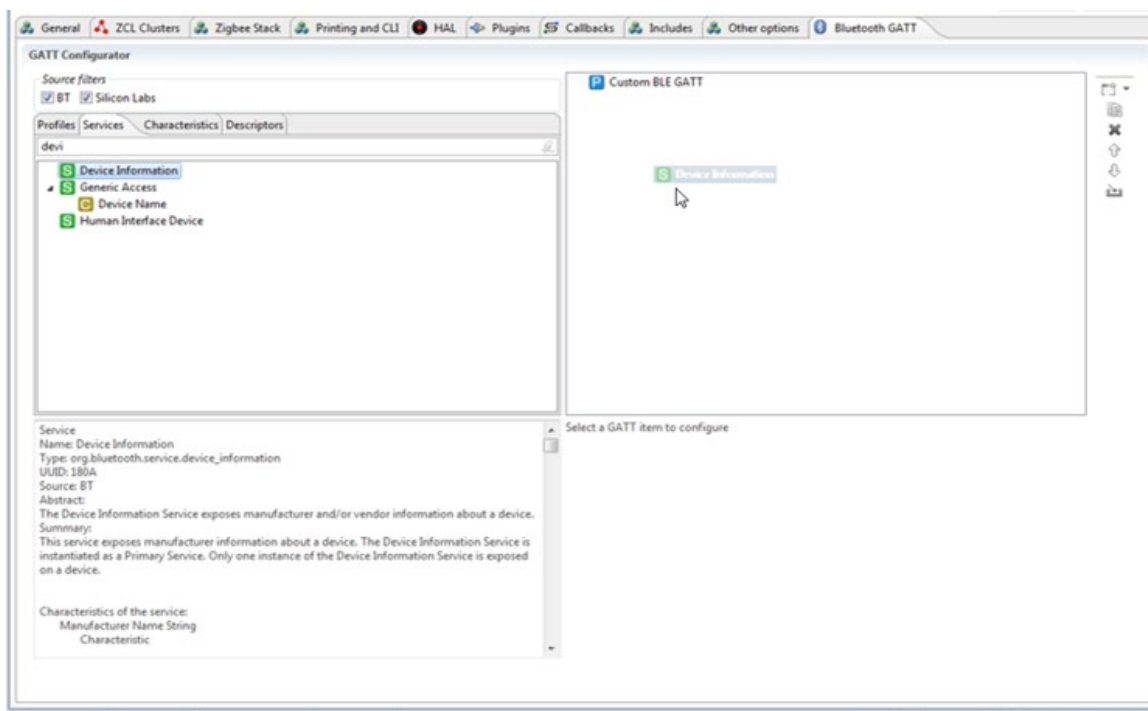 General ZCL Clusters Zigbee Stack Printing and CLI HAL Plugins Callbacks Includes Other options Bluetooth GATT
GATT Configurator
Source filters
BT Silicon Labs
Profiles Services Characteristics Descriptors
devi
S Device Information
S Generic Access
C Device Name
S Human Interface Device
P Custom BLE GATT
S Device Information
Service
Name: Device Information
Type: org.bluetooth.service.device_information
UUID: 180A
Source: BT
Abstract:
The Device Information Service exposes manufacturer and/or vendor information about a device.
Summary:
This service exposes manufacturer information about a device. The Device Information Service is
instantiated as a Primary Service. Only one instance of the Device Information Service is exposed
on a device.
Characteristics of the service:
Manufacturer Name String
Characteristic
Select a GATT item to configure